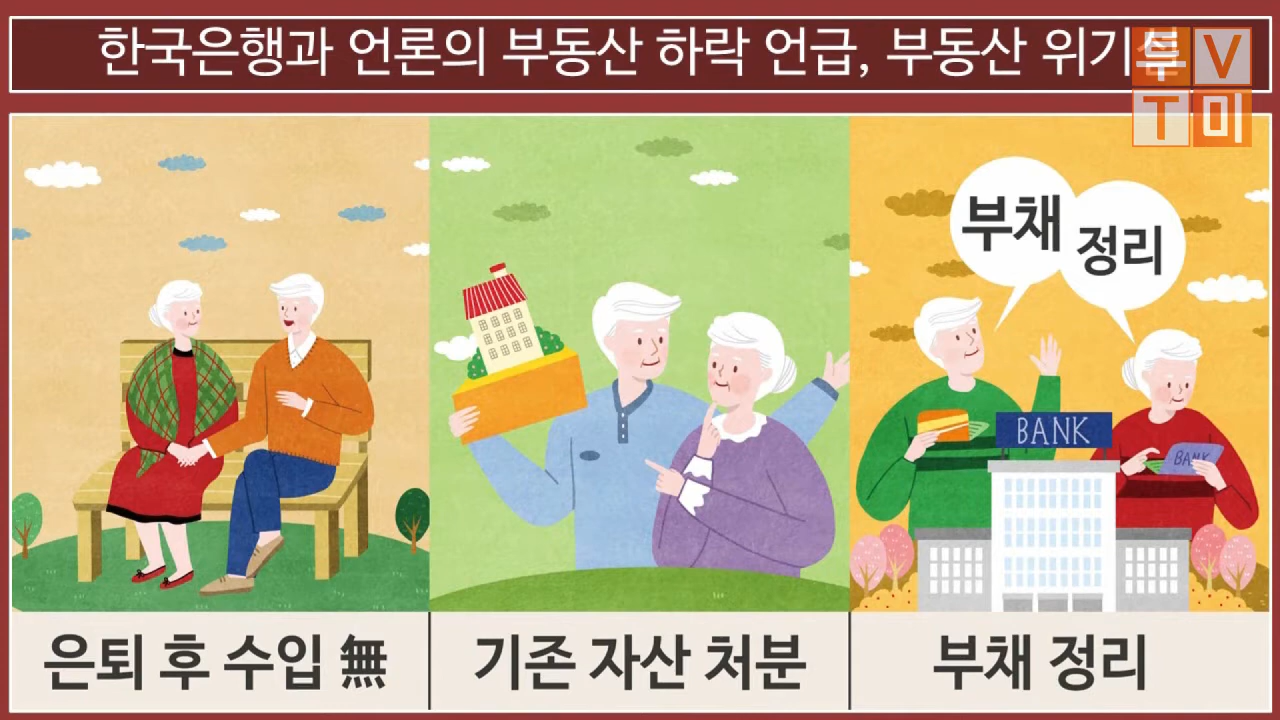 한국은행과 언론의 부동산 하락 언급, 부동산 위기
투 V
T 미
부채
정리
BANK
BANK
은퇴 후 수입 無
기존 자산 처분
부채 정리